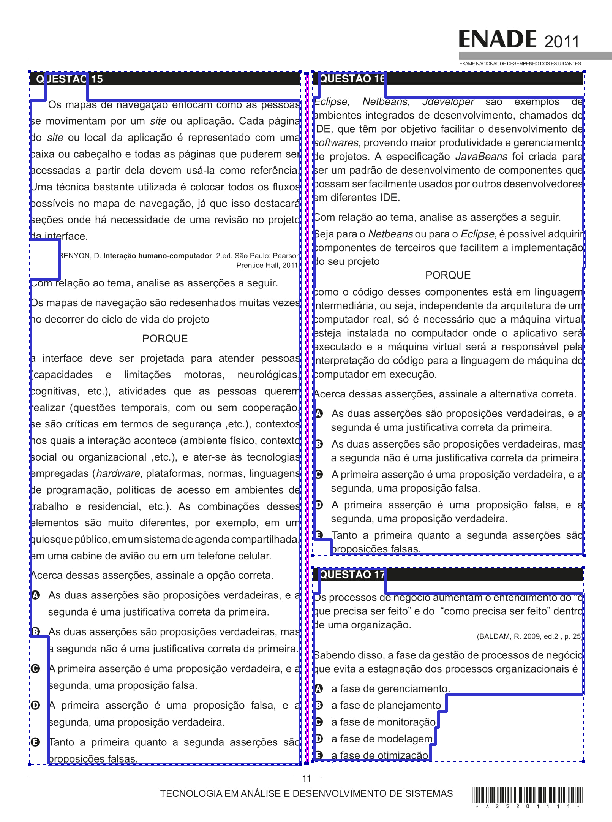 ENADE 2011
EXAME NACIONAL DE DESEMPENHO DOS ESTUDANTES
QUESTÃO 15
Os mapas de navegação enfocam como as pessoas
se movimentam por um site ou aplicação. Cada página
do site ou local da aplicação é representado com uma
caixa ou cabeçalho e todas as páginas que puderem ser
acessadas a partir dela devem usá-la como referência.
Uma técnica bastante utilizada é colocar todos os fluxos
possíveis no mapa de navegação, já que isso destacará
seções onde há necessidade de uma revisão no projeto
da interface.
BENYON, D. Interação humano-computador. 2 ed. São Paulo: Pearson
Prentice Hall, 2011
Com relação ao tema, analise as asserções a seguir.
Os mapas de navegação são redesenhados muitas vezes
no decorrer do ciclo de vida do projeto
PORQUE
a interface deve ser projetada para atender pessoas
(capacidades e limitações motoras, neurológicas,
cognitivas, etc.), atividades que as pessoas querem
realizar (questões temporais, com ou sem cooperação,
se são críticas em termos de segurança ,etc.), contextos
nos quais a interação acontece (ambiente físico, contexto
social ou organizacional ,etc.), e ater-se às tecnologias
empregadas (hardware, plataformas, normas, linguagens
de programação, políticas de acesso em ambientes de
trabalho e residencial, etc.). As combinações desses
elementos são muito diferentes, por exemplo, em um
quiosque público, em um sistema de agenda compartilhada,
em uma cabine de avião ou em um telefone celular.
Acerca dessas asserções, assinale a opção correta.
A As duas asserções são proposições verdadeiras, e a
segunda é uma justificativa correta da primeira.
B As duas asserções são proposições verdadeiras, mas
a segunda não é uma justificativa correta da primeira.
C A primeira asserção é uma proposição verdadeira, e a
segunda, uma proposição falsa.
D A primeira asserção é uma proposição falsa, e a
segunda, uma proposição verdadeira.
E Tanto a primeira quanto a segunda asserções são
proposições falsas.
QUESTÃO 16
Eclipse, Netbeans, Jdeveloper são exemplos de
ambientes integrados de desenvolvimento, chamados de
IDE, que têm por objetivo facilitar o desenvolvimento de
softwares, provendo maior produtividade e gerenciamento
de projetos. A especificação JavaBeans foi criada para
ser um padrão de desenvolvimento de componentes que
possam ser facilmente usados por outros desenvolvedores
em diferentes IDE.
Com relação ao tema, analise as asserções a seguir.
Seja para o Netbeans ou para o Eclipse, é possível adquirir
componentes de terceiros que facilitem a implementação
do seu projeto
PORQUE
como o código desses componentes está em linguagem
intermediária, ou seja, independente da arquitetura de um
computador real, só é necessário que a máquina virtual
esteja instalada no computador onde o aplicativo será
executado e a máquina virtual será a responsável pela
interpretação do código para a linguagem de máquina do
computador em execução.
Acerca dessas asserções, assinale a alternativa correta.
A As duas asserções são proposições verdadeiras, e a
segunda é uma justificativa correta da primeira.
B As duas asserções são proposições verdadeiras, mas
a segunda não é uma justificativa correta da primeira.
C A primeira asserção é uma proposição verdadeira, e a
segunda, uma proposição falsa.
D A primeira asserção é uma proposição falsa, e a
segunda, uma proposição verdadeira.
E Tanto a primeira quanto a segunda asserções são
proposições falsas.
QUESTÃO 17
Os processos de negócio aumentam o entendimento do "o
que precisa ser feito" e do "como precisa ser feito" dentro
de uma organização.
(BALDAM, R. 2009, ed.2 , p. 25)
Sabendo disso, a fase da gestão de processos de negócio
que evita a estagnação dos processos organizacionais é
A a fase de gerenciamento.
B a fase de planejamento
C a fase de monitoração
D a fase de modelagem
E a fase de otimização
11
TECNOLOGIA EM ANÁLISE E DESENVOLVIMENTO DE SISTEMAS